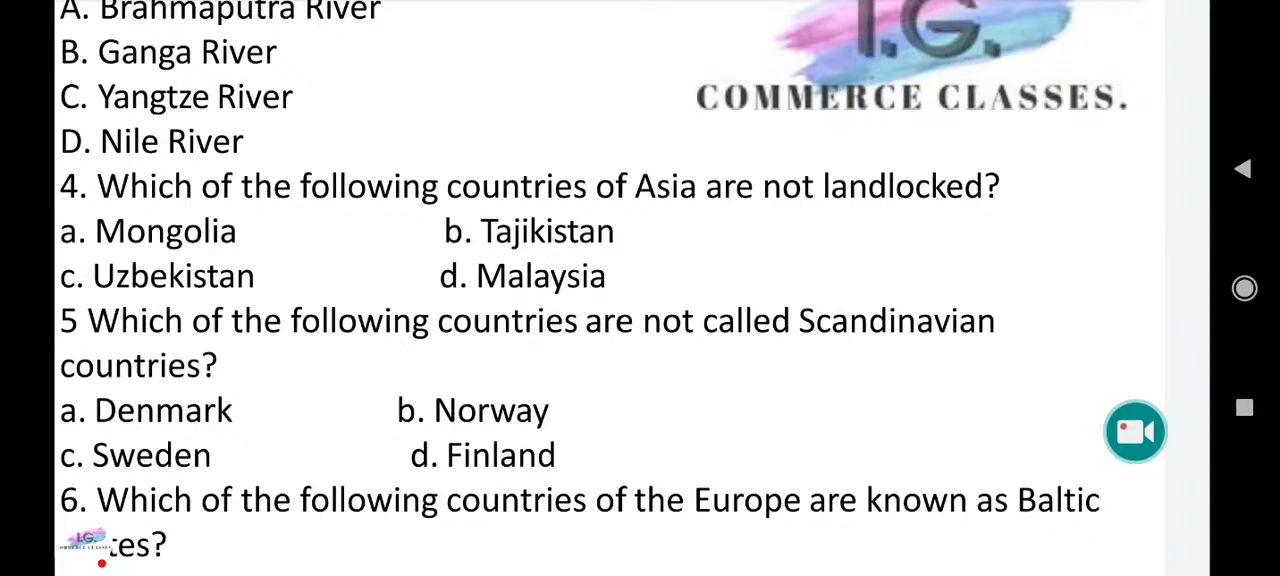 A. Brahmaputra River
B. Ganga River
C. Yangtze River
D. Nile River
I.G.
COMMERCE CLASSES.
4. Which of the following countries of Asia are not landlocked?
a. Mongolia b. Tajikistan
c. Uzbekistan d. Malaysia
5 Which of the following countries are not called Scandinavian
countries?
a. Denmark b. Norway
c. Sweden d. Finland
6. Which of the following countries of the Europe are known as Baltic
I.G.
COMMERCE CLASSES.
tes?